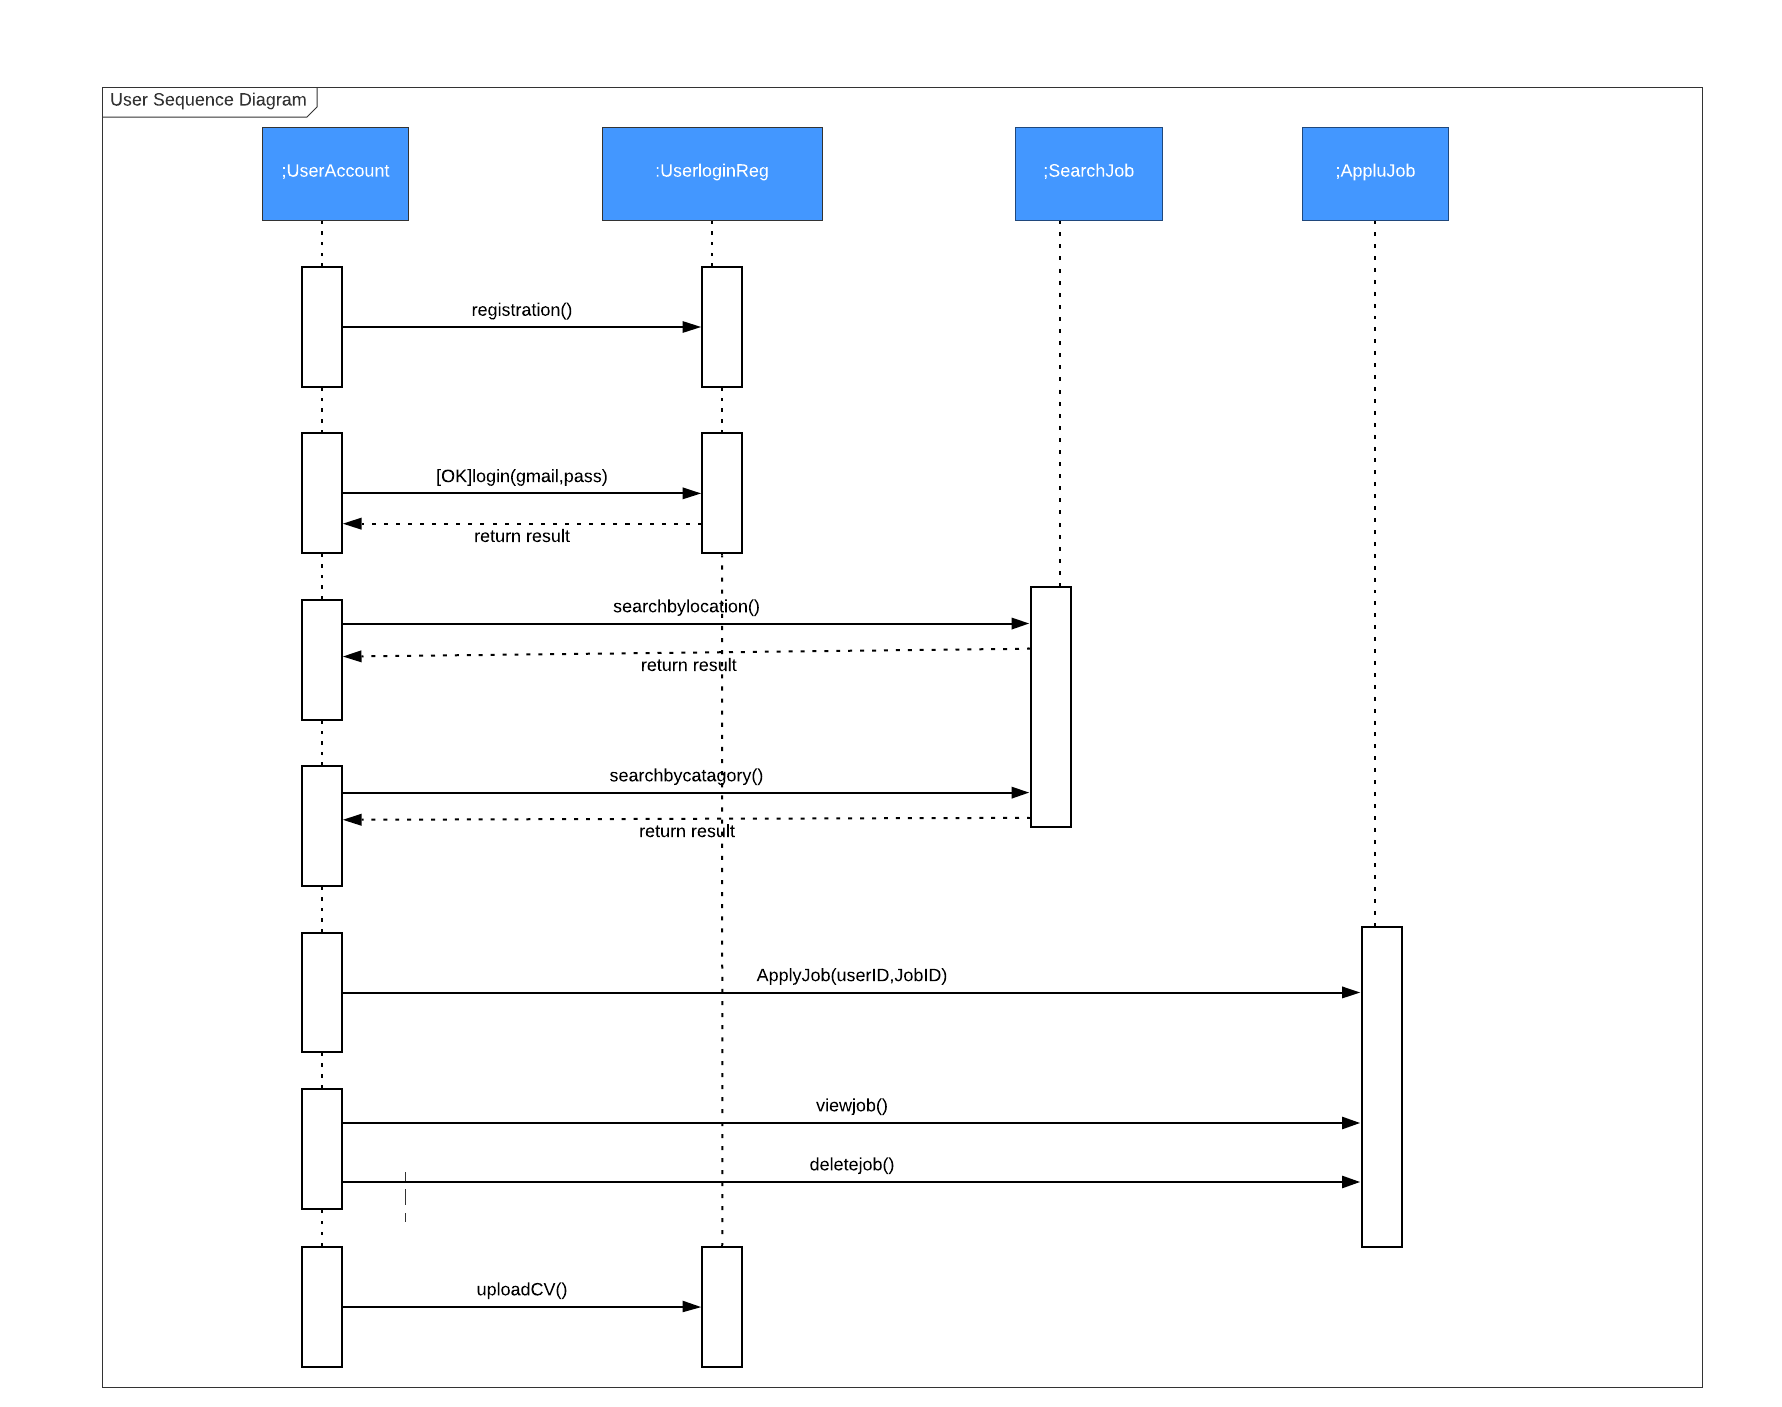 User Sequence Diagram
;UserAccount
:UserloginReg
;SearchJob
;AppluJob
registration()
[OK]login(gmail,pass)
return result
searchbylocation()
return result
searchbycatagory()
return result
ApplyJob(userID,JobID)
viewjob()
deletejob()
uploadCV()